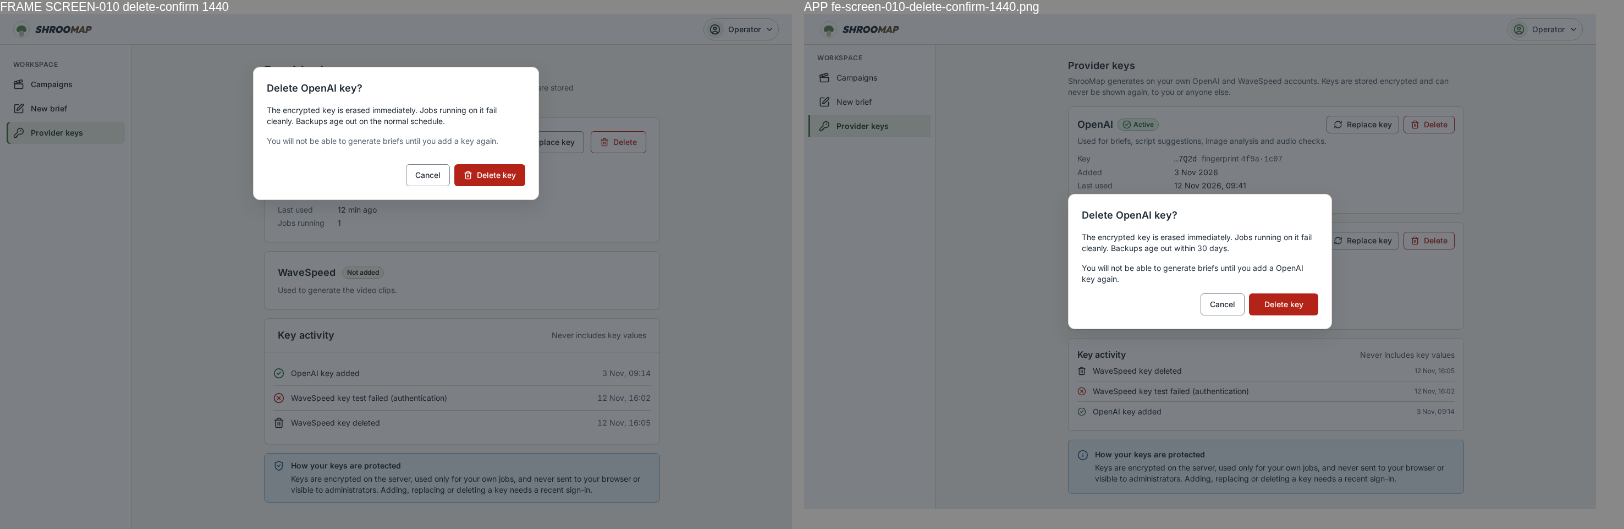 FRAME SCREEN-010 delete-confirm 1440
SHROOMAP
Operator
WORKSPACE
Campaigns
New brief
Provider keys
are stored
Delete OpenAI key?
The encrypted key is erased immediately. Jobs running on it fail
cleanly. Backups age out on the normal schedule.
You will not be able to generate briefs until you add a key again.
Cancel
Delete key
place key
Delete
Last used 12 min ago
Jobs running 1
WaveSpeed Not added
Used to generate the video clips.
Key activity
Never includes key values
OpenAI key added 3 Nov, 09:14
WaveSpeed key test failed (authentication) 12 Nov, 16:02
WaveSpeed key deleted 12 Nov, 16:05
How your keys are protected
Keys are encrypted on the server, used only for your own jobs, and never sent to your browser or
visible to administrators. Adding, replacing or deleting a key needs a recent sign-in.
APP fe-screen-010-delete-confirm-1440.png
SHROOMAP
Operator
WORKSPACE
Campaigns
New brief
Provider keys
Provider keys
ShrooMap generates on your own OpenAI and WaveSpeed accounts. Keys are stored encrypted and can
never be shown again, to you or anyone else.
OpenAI Active
Replace key
Delete
Used for briefs, script suggestions, image analysis and audio checks.
Key …7Q2d fingerprint 4f9a·1c07
Added 3 Nov 2026
Last used 12 Nov 2026, 09:41
Delete OpenAI key?
The encrypted key is erased immediately. Jobs running on it fail
cleanly. Backups age out within 30 days.
You will not be able to generate briefs until you add a OpenAI
key again.
Cancel
Delete key
Replace key
Delete
Key activity
Never includes key values
WaveSpeed key deleted 12 Nov, 16:05
WaveSpeed key test failed (authentication) 12 Nov, 16:02
OpenAI key added 3 Nov, 09:14
How your keys are protected
Keys are encrypted on the server, used only for your own jobs, and never sent to your browser or
visible to administrators. Adding, replacing or deleting a key needs a recent sign-in.